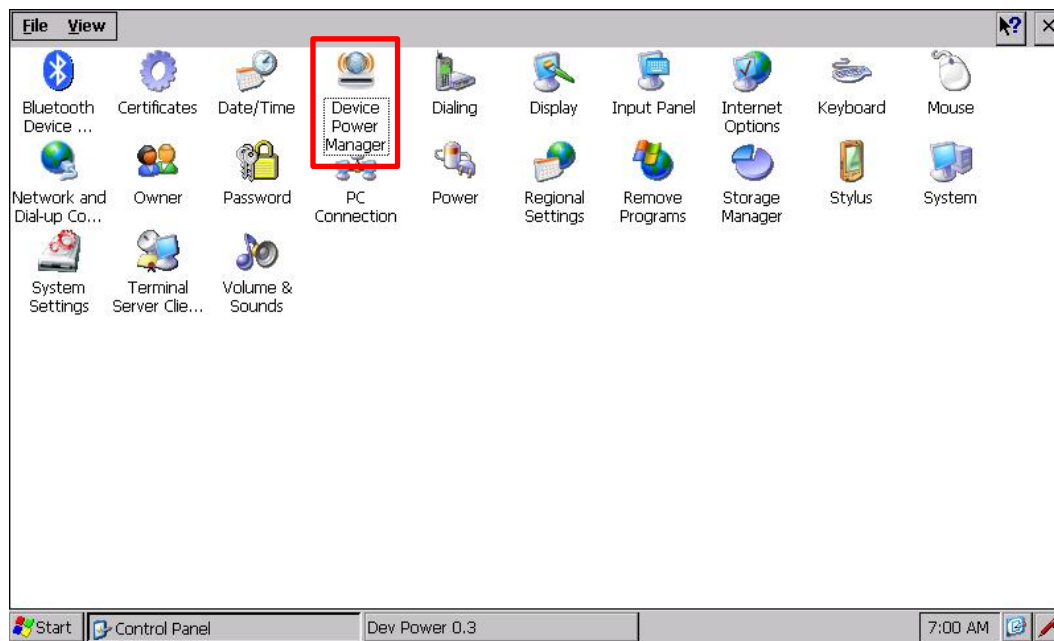 File View
Bluetooth Device ...
Certificates
Date/Time
Device Power Manager
Dialing
Display
Input Panel
Internet Options
Keyboard
Mouse
Network and Dial-up Co...
Owner
Password
PC Connection
Power
Regional Settings
Remove Programs
Storage Manager
Stylus
System
System Settings
Terminal Server Clie...
Volume & Sounds
Start
Control Panel
Dev Power 0.3
7:00 AM